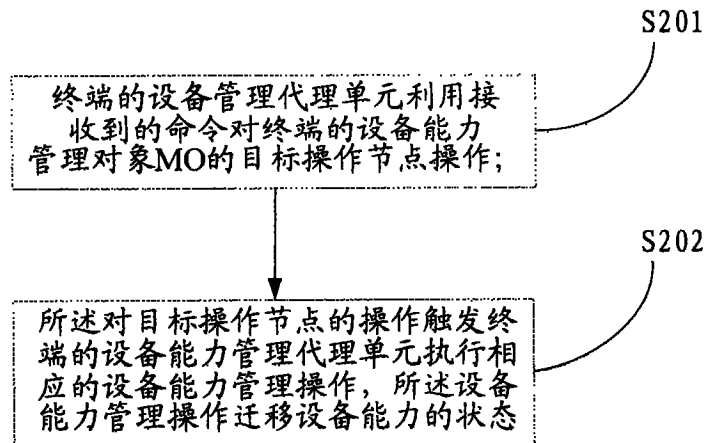 S201
终端的设备管理代理单元利用接
收到的命令对终端的设备能力
管理对象MO的目标操作节点操作;
S202
所述对目标操作节点的操作触发终
端的设备能力管理代理单元执行相
应的设备能力管理操作，所述设备
能力管理操作迁移设备能力的状态